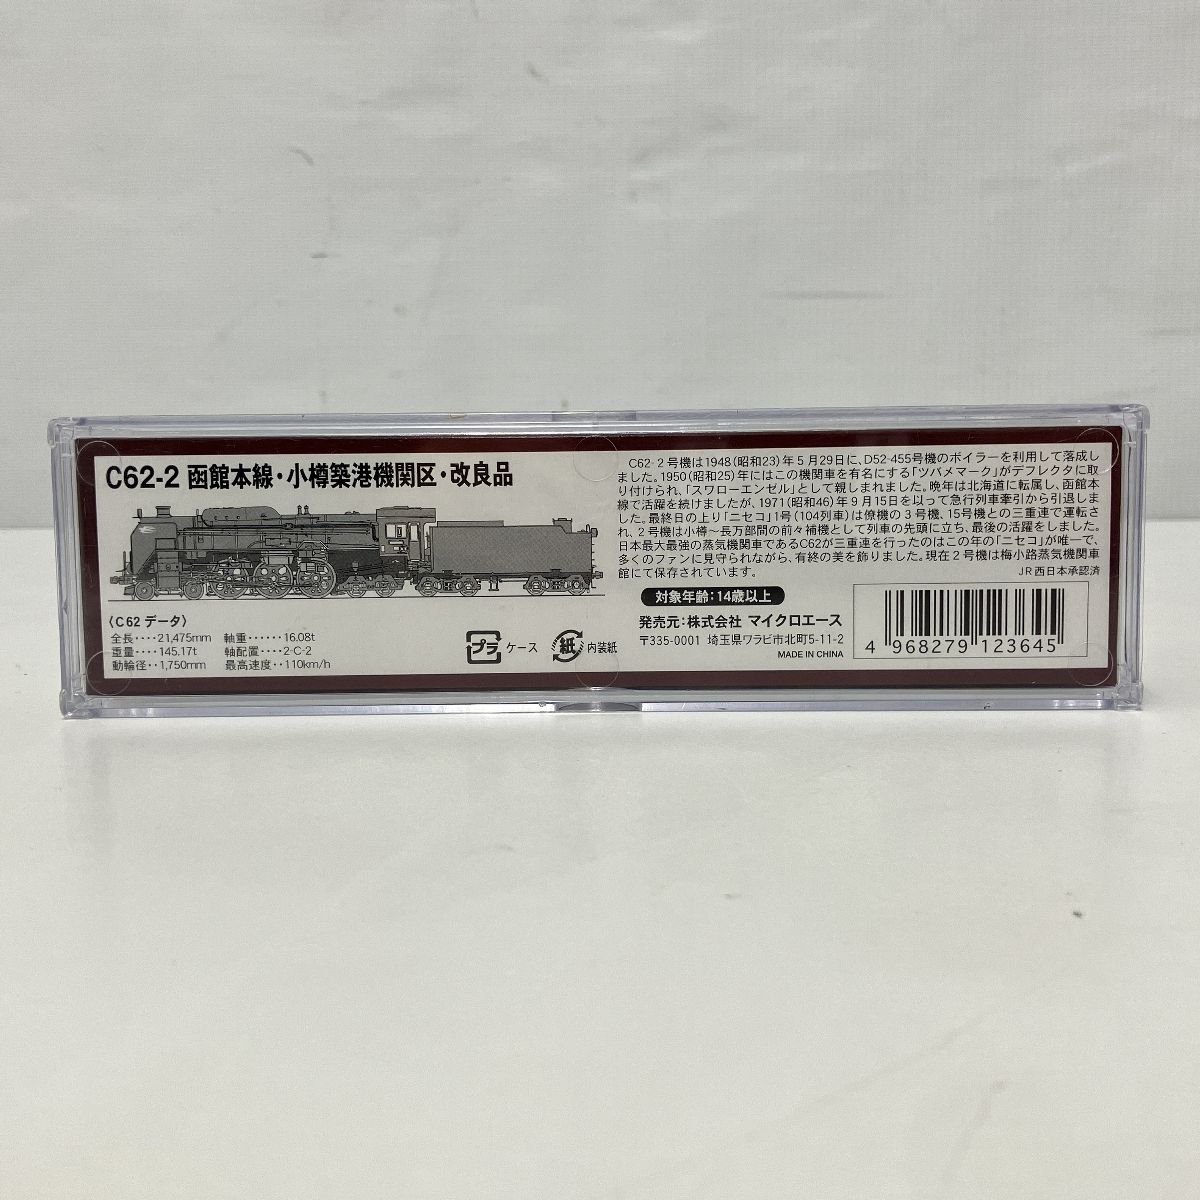 C62-2 函館本線・小樽築港機関区・改良品
〈C62 データ〉
全長････21,475mm 軸重･･････16.08t
重量････145.17t 軸配置････2-C-2
動輪径･･1,750mm 最高速度･･110km/h
プラ ケース 紙 内装紙
C62-2号機は1948(昭和23)年5月29日に、D52-455号機のボイラーを利用して落成し
ました。1950(昭和25)年にはこの機関車を有名にする「ツバメマーク」がデフレクタに取
り付けられ、「スワローエンゼル」として親しまれました。晩年は北海道に転属し、函館本
線で活躍を続けましたが、1971(昭和46)年9月15日を以って急行列車牽引から引退しま
した。最終日の上り「ニセコ」1号(104列車)は僚機の3号機、15号機との三重連で運転さ
れ、2号機は小樽～長万部間の前々補機として列車の先頭に立ち、最後の活躍をしました。
日本最大最強の蒸気機関車であるC62が三重連を行ったのはこの年の「ニセコ」が唯一で、
多くのファンに見守られながら、有終の美を飾りました。現在2号機は梅小路蒸気機関車
館にて保存されています。
JR西日本承認済
対象年齢：14歳以上
発売元：株式会社 マイクロエース
〒335-0001 埼玉県ワラビ市北町5-11-2
MADE IN CHINA
4 968279 123645